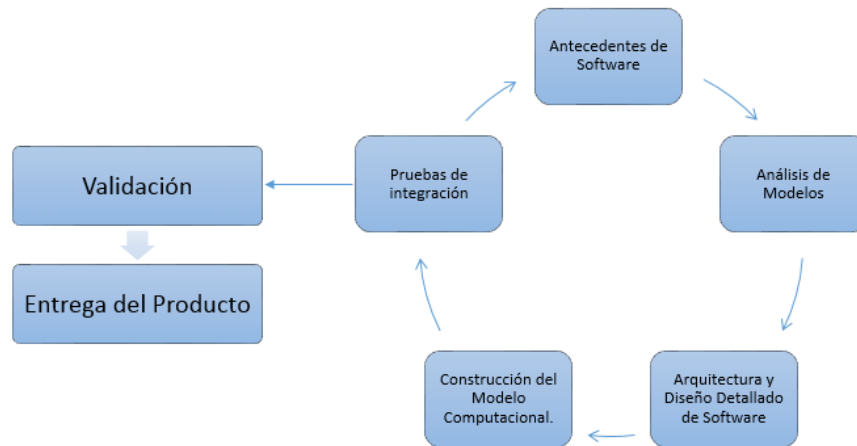 Antecedentes de
Software
Pruebas de
integración
Análisis de
Modelos
Validación
Entrega del Producto
Construcción del
Modelo
Computacional.
Arquitectura y
Diseño Detallado
de Software